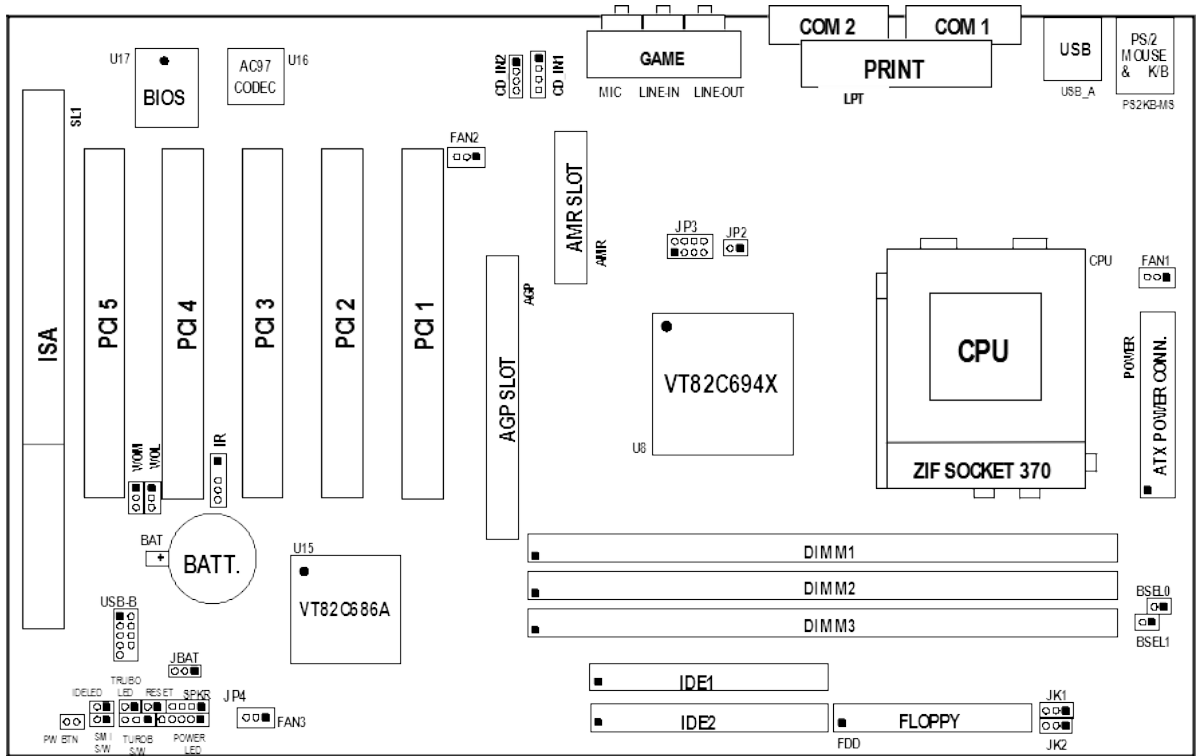 COM 2
COM 1
USB
PS/2
MOUSE
& K/B
U17
BIOS
AC97
CODEC
U16
CD_IN2
CD_IN1
GAME
PRINT
MIC LINE-IN LINE-OUT
LPT
USB_A
PS2KB-MS
SL1
FAN2
ISA
PCI 5
PCI 4
PCI 3
PCI 2
PCI 1
AMR SLOT
AMR
AGP
AGP SLOT
JP3
JP2
CPU
FAN1
CPU
VT82C694X
U8
ZIF SOCKET 370
POWER
ATX POWER CONN.
WOM
WOL
IR
BAT
+
BATT.
U15
VT82C686A
DIMM1
DIMM2
DIMM3
BSEL0
BSEL1
USB-B
JBAT
TRUBO
LED
IDELED
RESET
SPKR
JP4
FAN3
PW BTN
SM I
S/W
TUROB
S/W
POWER
LED
IDE1
IDE2
FLOPPY
FDD
JK1
JK2